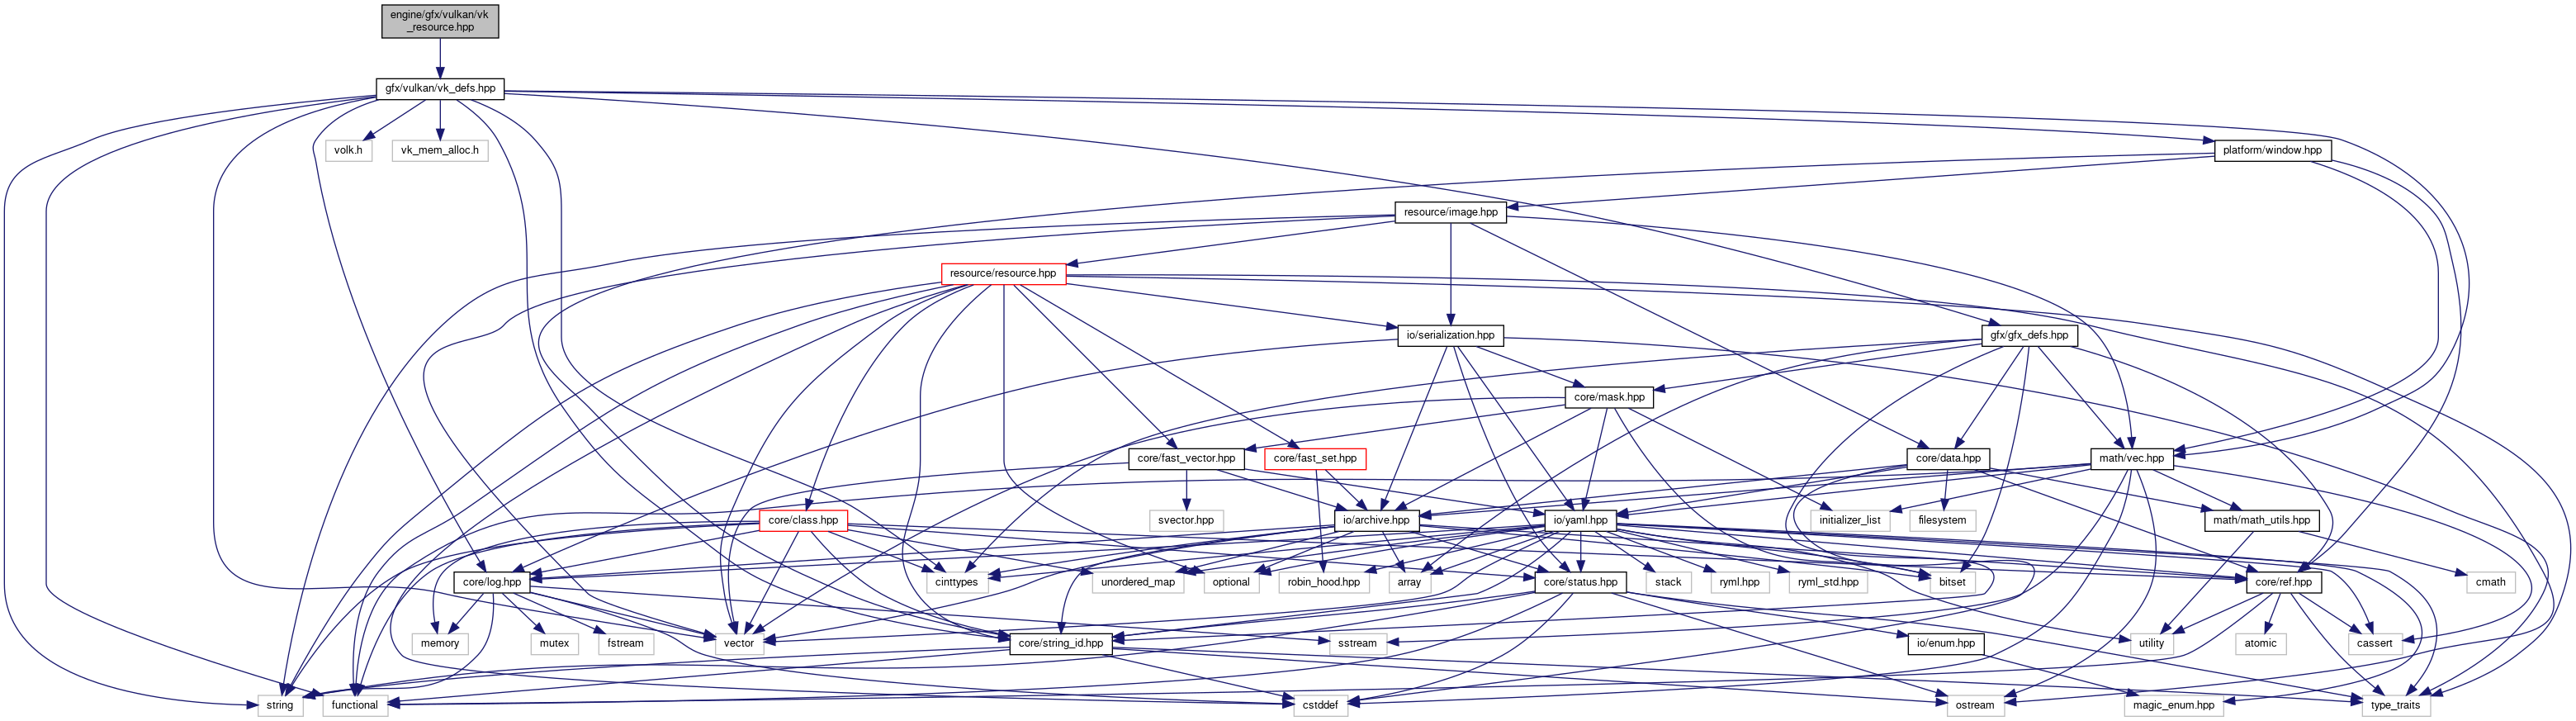 engine/gfx/vulkan/vk
_resource.hpp
gfx/vulkan/vk_defs.hpp
volk.h
vk_mem_alloc.h
platform/window.hpp
resource/image.hpp
resource/resource.hpp
io/serialization.hpp
gfx/gfx_defs.hpp
core/mask.hpp
core/fast_vector.hpp
core/fast_set.hpp
core/data.hpp
math/vec.hpp
svector.hpp
core/class.hpp
io/archive.hpp
io/yaml.hpp
initializer_list
filesystem
math/math_utils.hpp
core/log.hpp
cinttypes
unordered_map
optional
robin_hood.hpp
array
core/status.hpp
stack
ryml.hpp
ryml_std.hpp
bitset
core/ref.hpp
cmath
memory
mutex
fstream
vector
core/string_id.hpp
sstream
io/enum.hpp
utility
atomic
cassert
string
functional
cstddef
ostream
magic_enum.hpp
type_traits